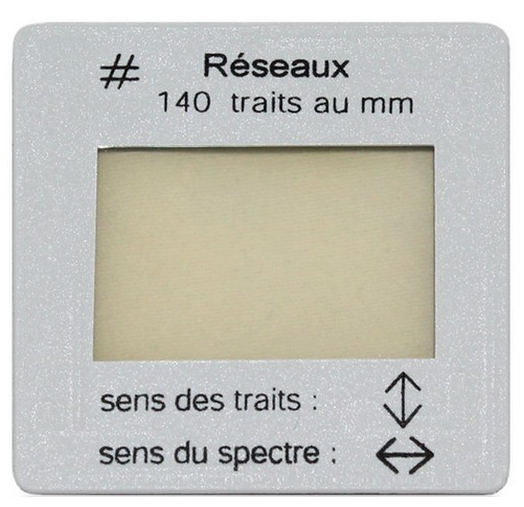 # Réseaux
140 traits au mm
sens des traits : ↕
sens du spectre : ↔